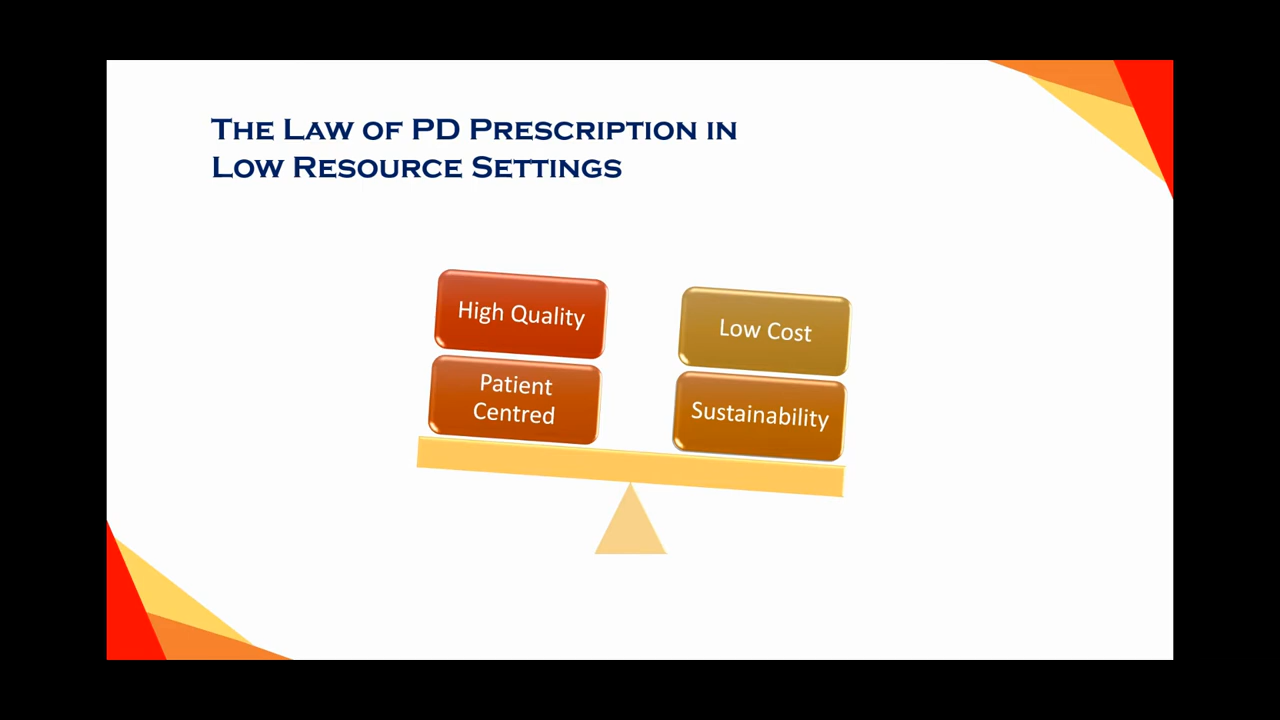 The Law of PD Prescription in
Low Resource Settings
High Quality
Low Cost
Patient
Centred
Sustainability